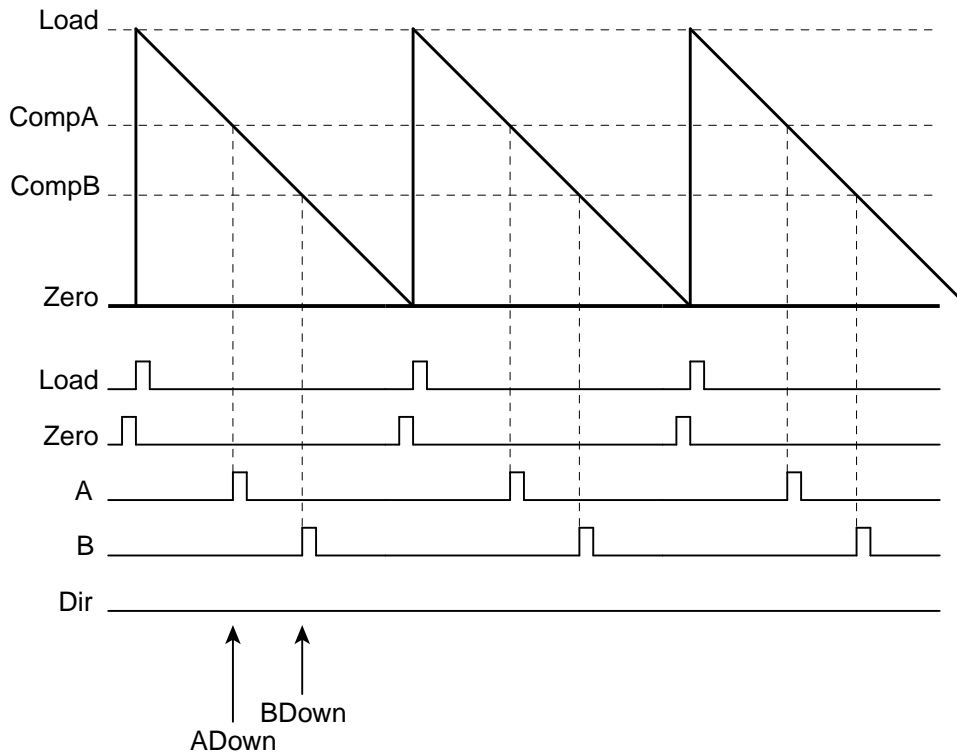 Load
CompA
CompB
Zero
Load
Zero
A
B
Dir
BDown
ADown